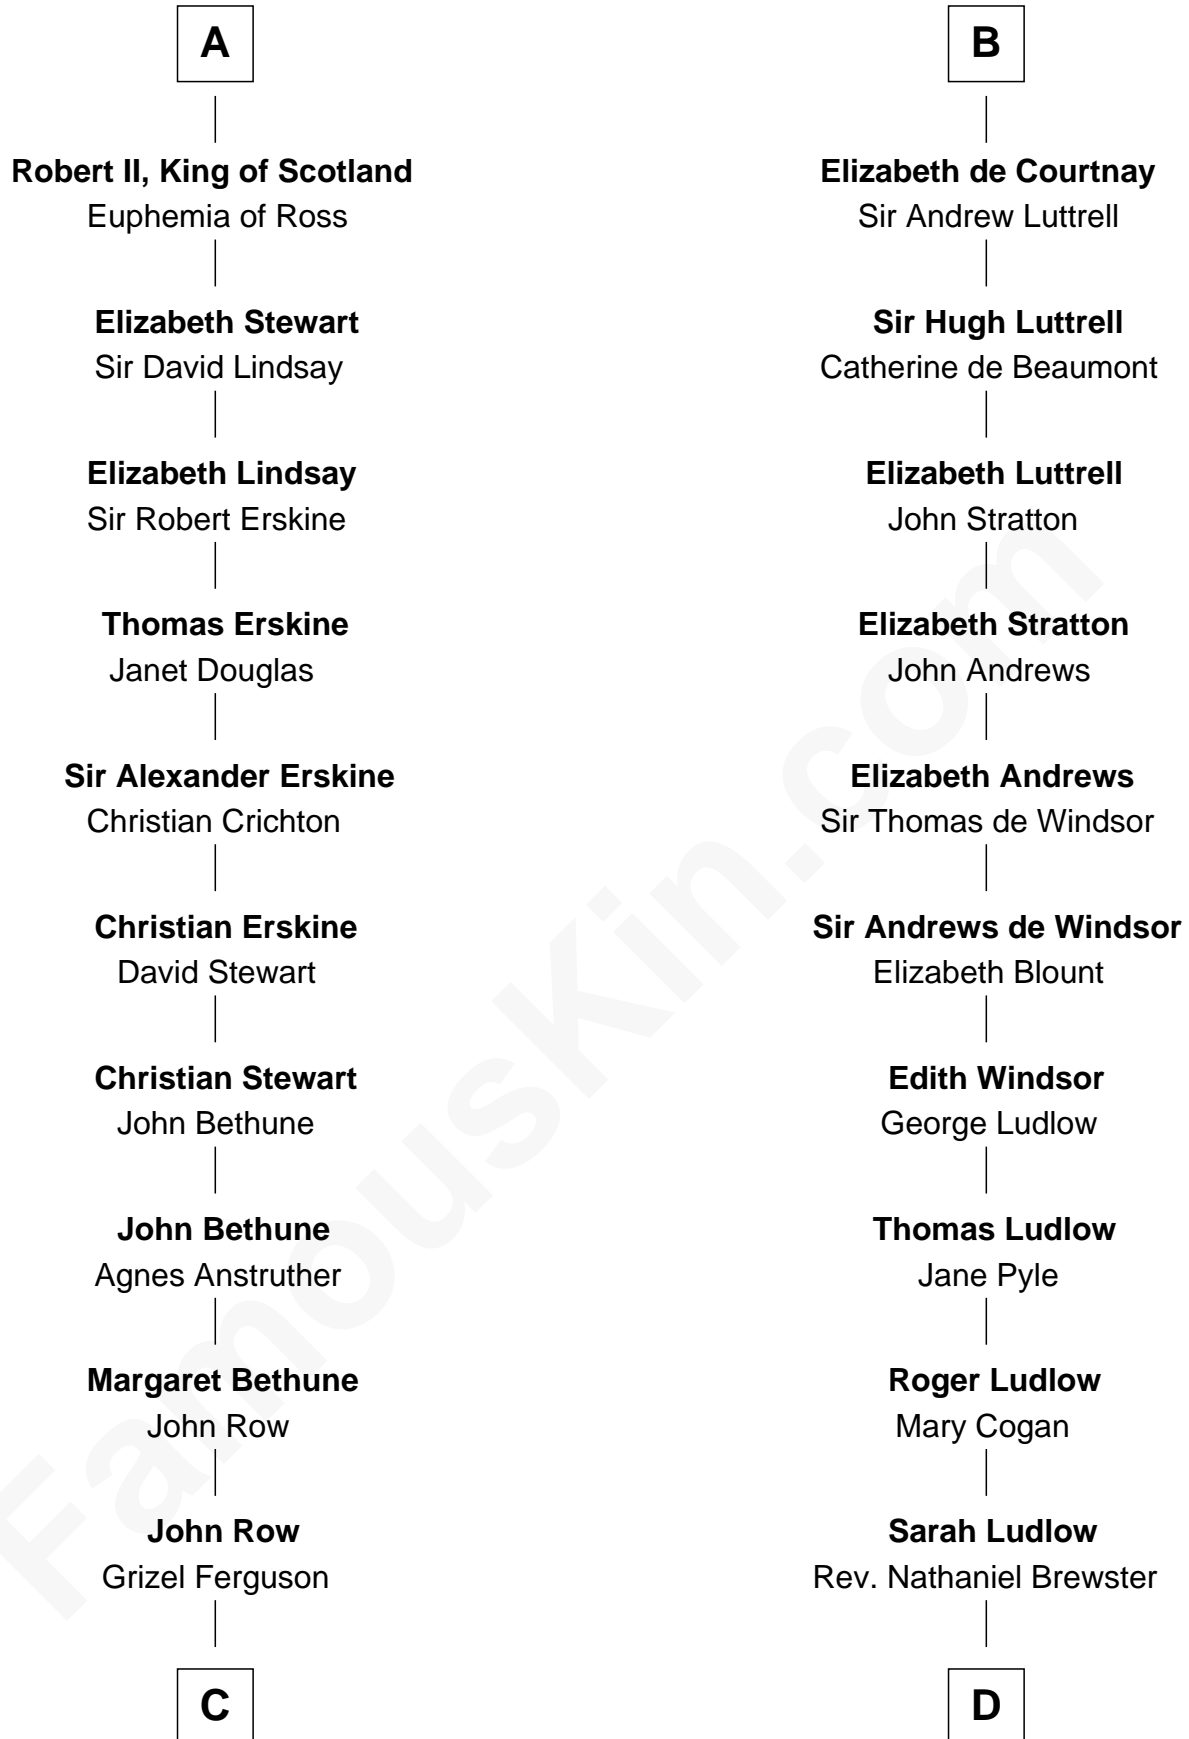 A
Robert II, King of Scotland
Euphemia of Ross
Elizabeth Stewart
Sir David Lindsay
Elizabeth Lindsay
Sir Robert Erskine
Thomas Erskine
Janet Douglas
Sir Alexander Erskine
Christian Crichton
Christian Erskine
David Stewart
Christian Stewart
John Bethune
John Bethune
Agnes Anstruther
Margaret Bethune
John Row
John Row
Grizel Ferguson
C
B
Elizabeth de Courtnay
Sir Andrew Luttrell
Sir Hugh Luttrell
Catherine de Beaumont
Elizabeth Luttrell
John Stratton
Elizabeth Stratton
John Andrews
Elizabeth Andrews
Sir Thomas de Windsor
Sir Andrews de Windsor
Elizabeth Blount
Edith Windsor
George Ludlow
Thomas Ludlow
Jane Pyle
Roger Ludlow
Mary Cogan
Sarah Ludlow
Rev. Nathaniel Brewster
D
FamousKin.com